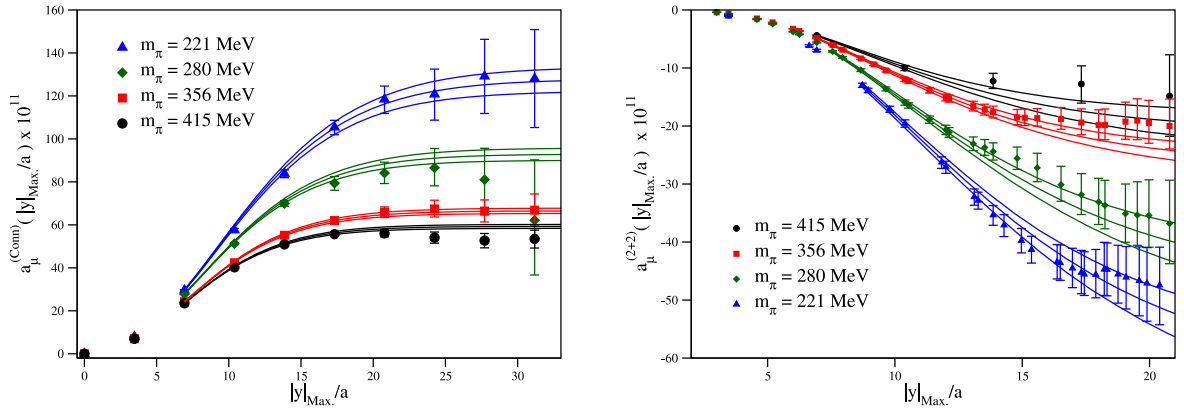 a_μ^(Conn) ( |y|_Max./a ) x 10^11
160
140
120
100
80
60
40
20
0
m_π = 221 MeV
m_π = 280 MeV
m_π = 356 MeV
m_π = 415 MeV
0 5 10 15 20 25 30
|y|_Max./a
a_μ^(2+2) ( |y|_Max./a ) x 10^11
0
-10
-20
-30
-40
-50
-60
m_π = 415 MeV
m_π = 356 MeV
m_π = 280 MeV
m_π = 221 MeV
5 10 15 20
|y|_Max./a